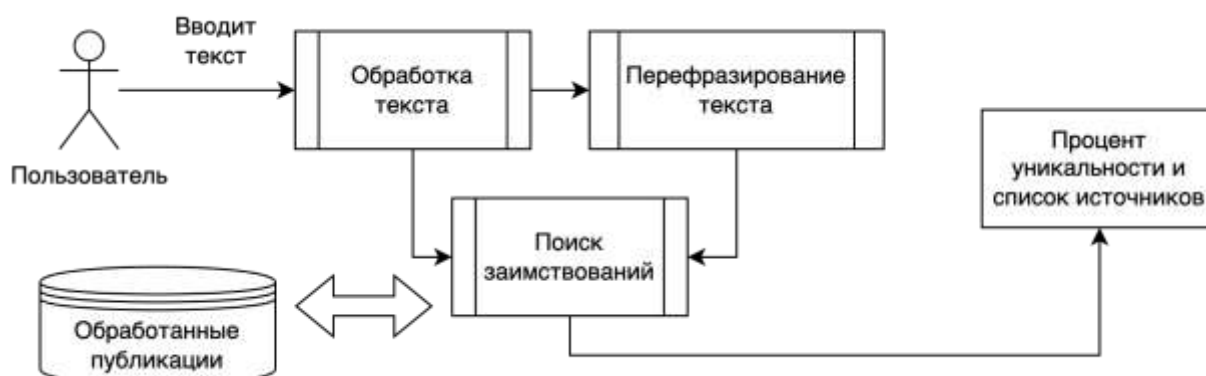 Вводит
текст
Обработка
текста
Перефразирование
текста
Пользователь
Процент
уникальности и
список источников
Поиск
заимствований
Обработанные
публикации